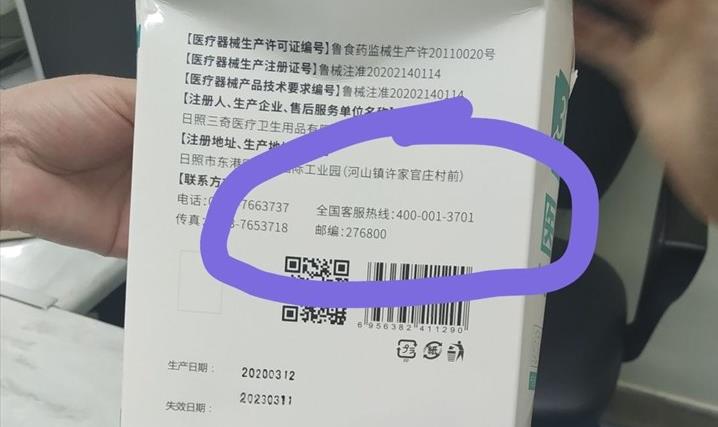 【医疗器械生产许可证编号】鲁食药监械生产许20110020号
【医疗器械生产注册证号】鲁械注准20202140114
【医疗器械产品技术要求编号】鲁械注准20202140114
【注册人、生产企业、售后服务单位名称
日照三奇医疗卫生用品有
【注册地址、生产地
日照市东港 际工业园(河山镇许家官庄村前)
【联系方
电话: 7663737 全国客服热线:400-001-3701
传真: 3-7653718 邮编:276800
6 956382 411290
生产日期: 20200312
失效日期: 20230311